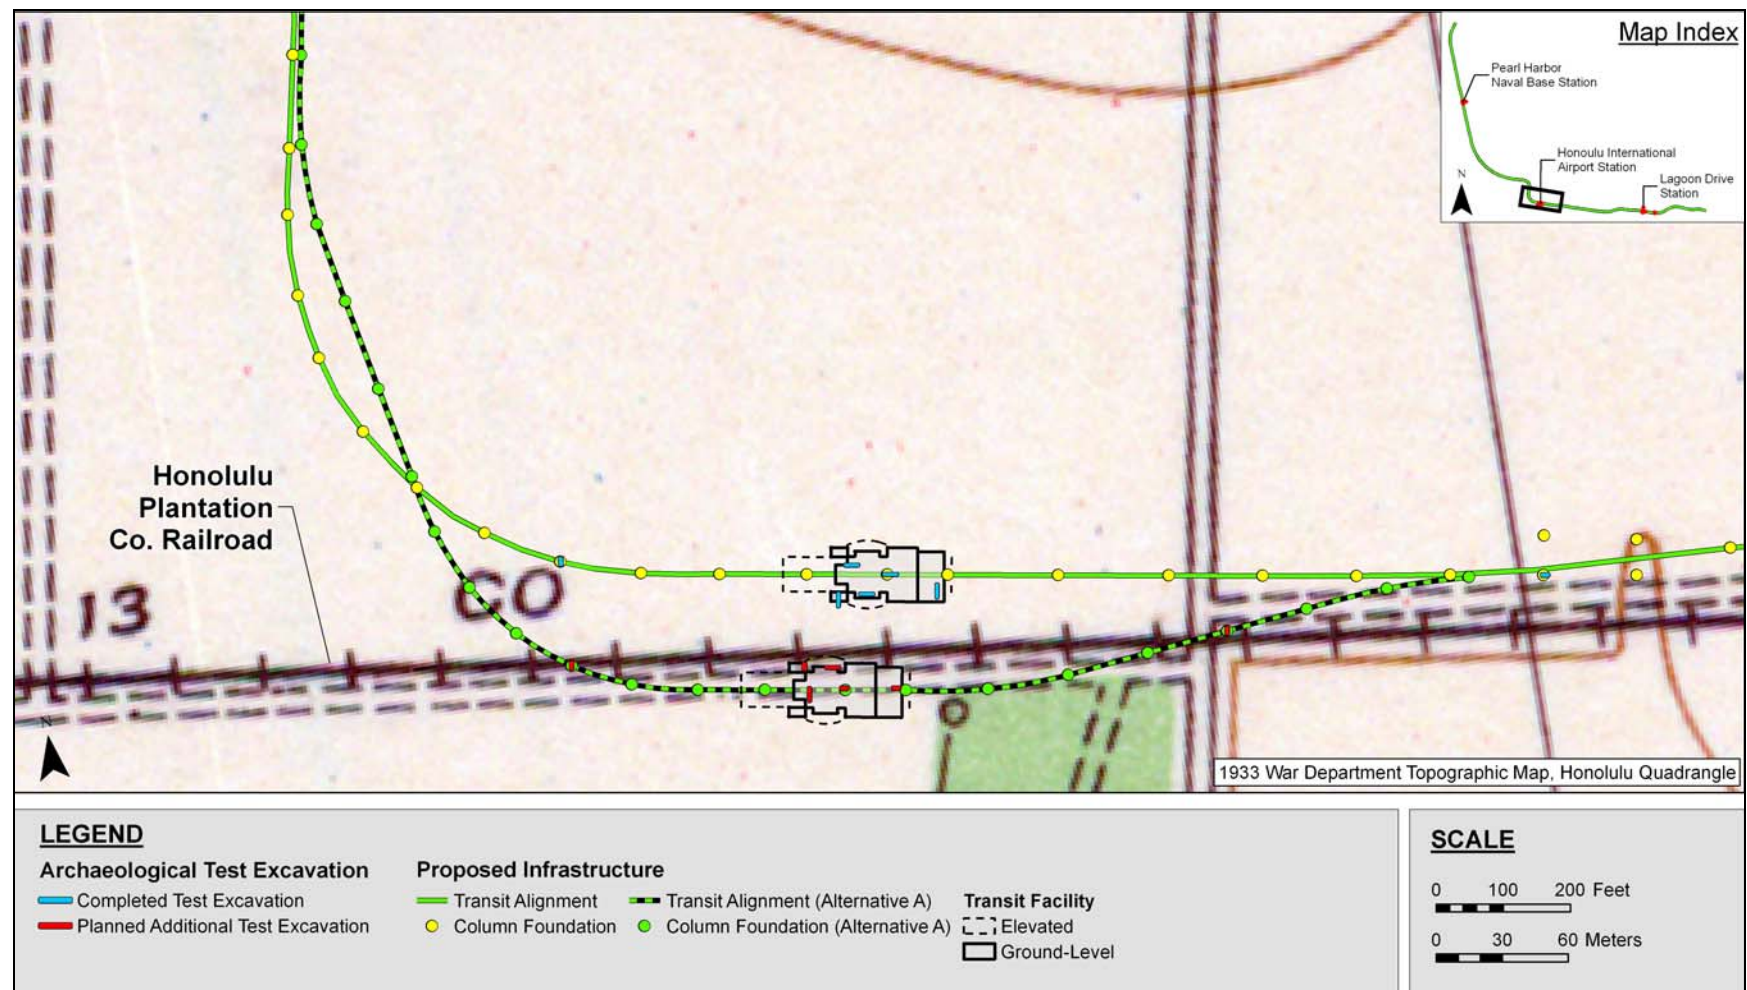 Map Index
Pearl Harbor
Naval Base Station
Honoulu International
Airport Station
Lagoon Drive
Station
N
Honolulu
Plantation
Co. Railroad
13
CO
N
1933 War Department Topographic Map, Honolulu Quadrangle
LEGEND
Archaeological Test Excavation
Completed Test Excavation
Planned Additional Test Excavation
Proposed Infrastructure
Transit Alignment
Column Foundation
Transit Alignment (Alternative A)
Column Foundation (Alternative A)
Transit Facility
Elevated
Ground-Level
SCALE
0 100 200 Feet
0 30 60 Meters